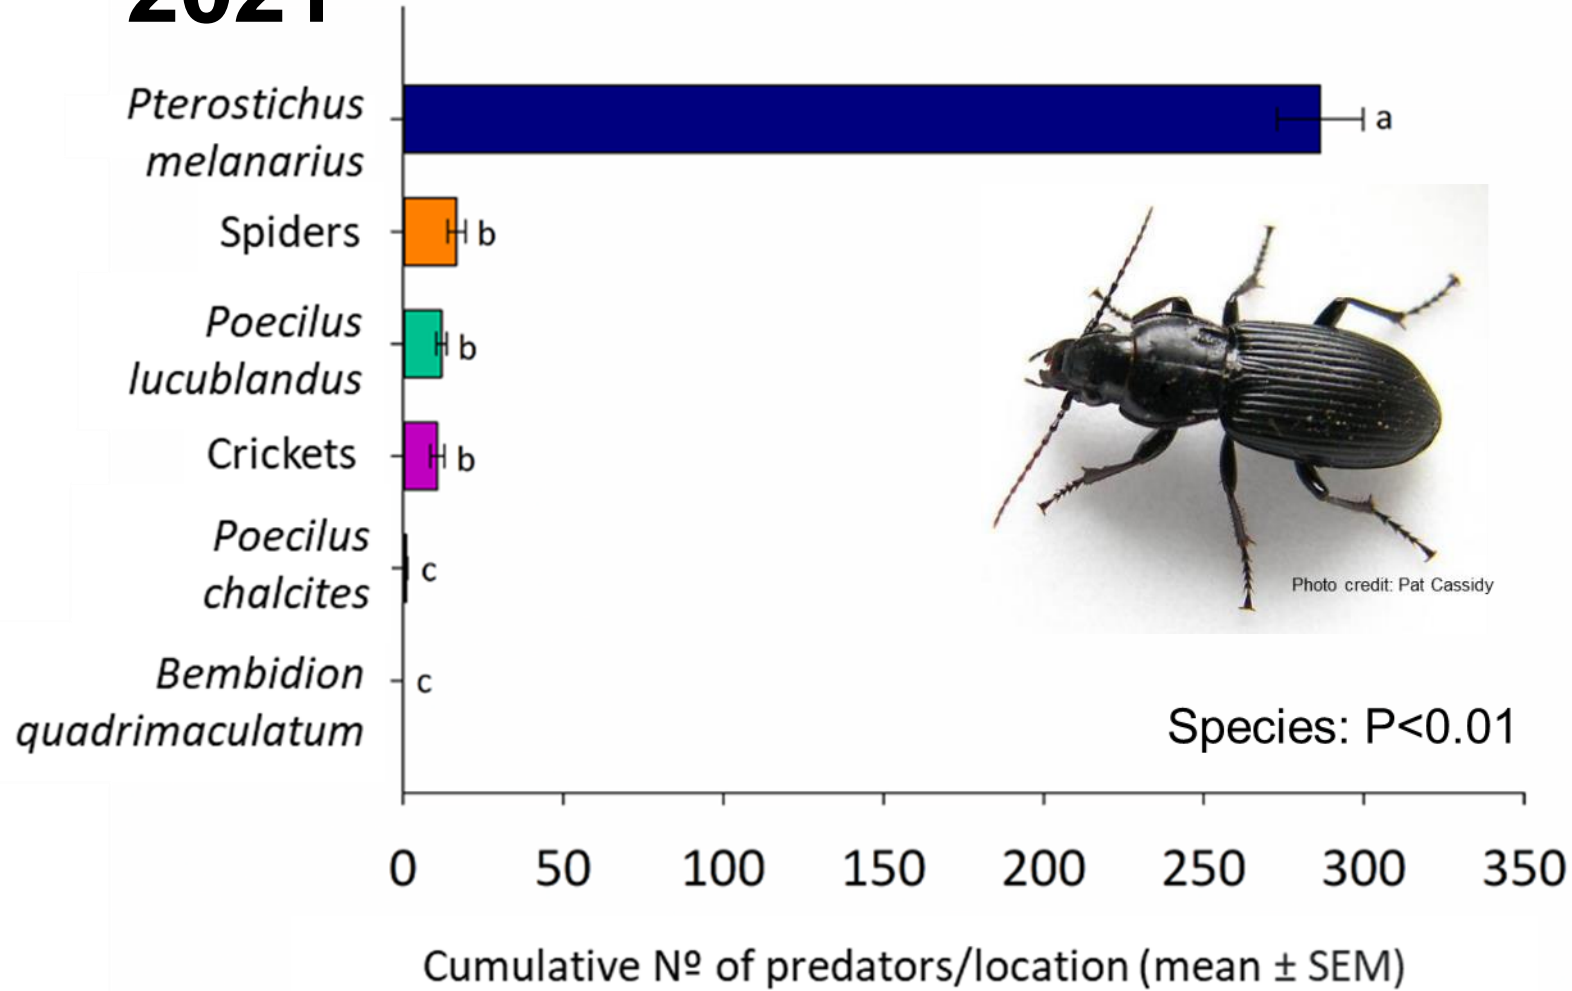 2021
Pterostichus
melanarius
a
Spiders
b
Poecilus
lucublandus
b
Crickets
b
Poecilus
chalcites
c
Photo credit: Pat Cassidy
Bembidion
quadrimaculatum
c
Species: P<0.01
0 50 100 150 200 250 300 350
Cumulative Nº of predators/location (mean ± SEM)